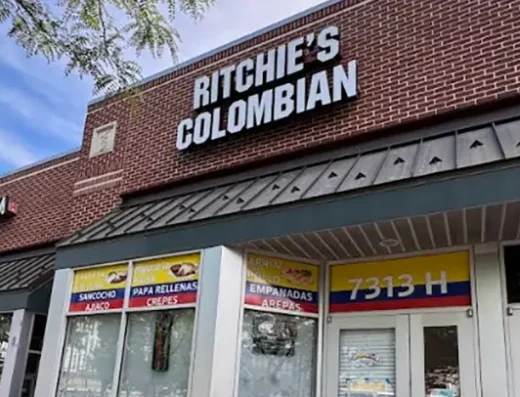 RITCHIE'S
COLOMBIAN
SANCOCHO
AJIACO
PAPA RELLENAS
CREPES
EMPANADAS
AREPAS
7313 H